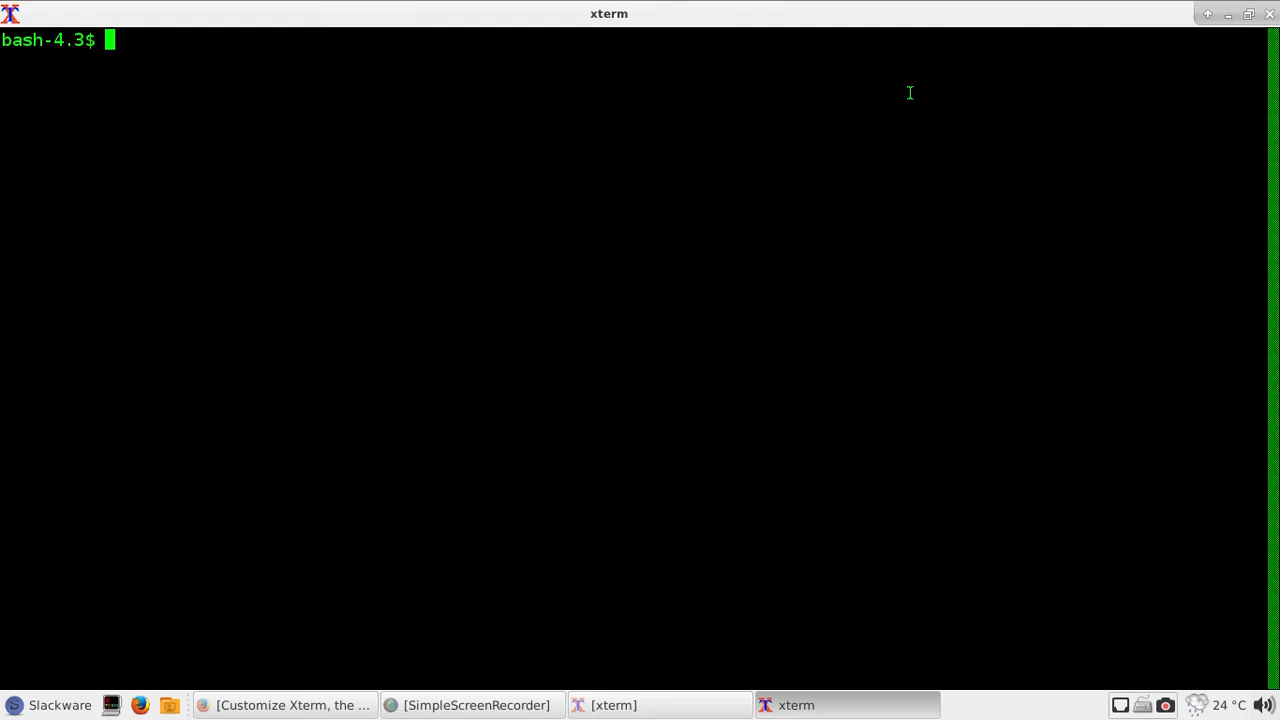 xterm
bash-4.3$
Slackware
[Customize Xterm, the ...
[SimpleScreenRecorder]
[xterm]
xterm
24 °C